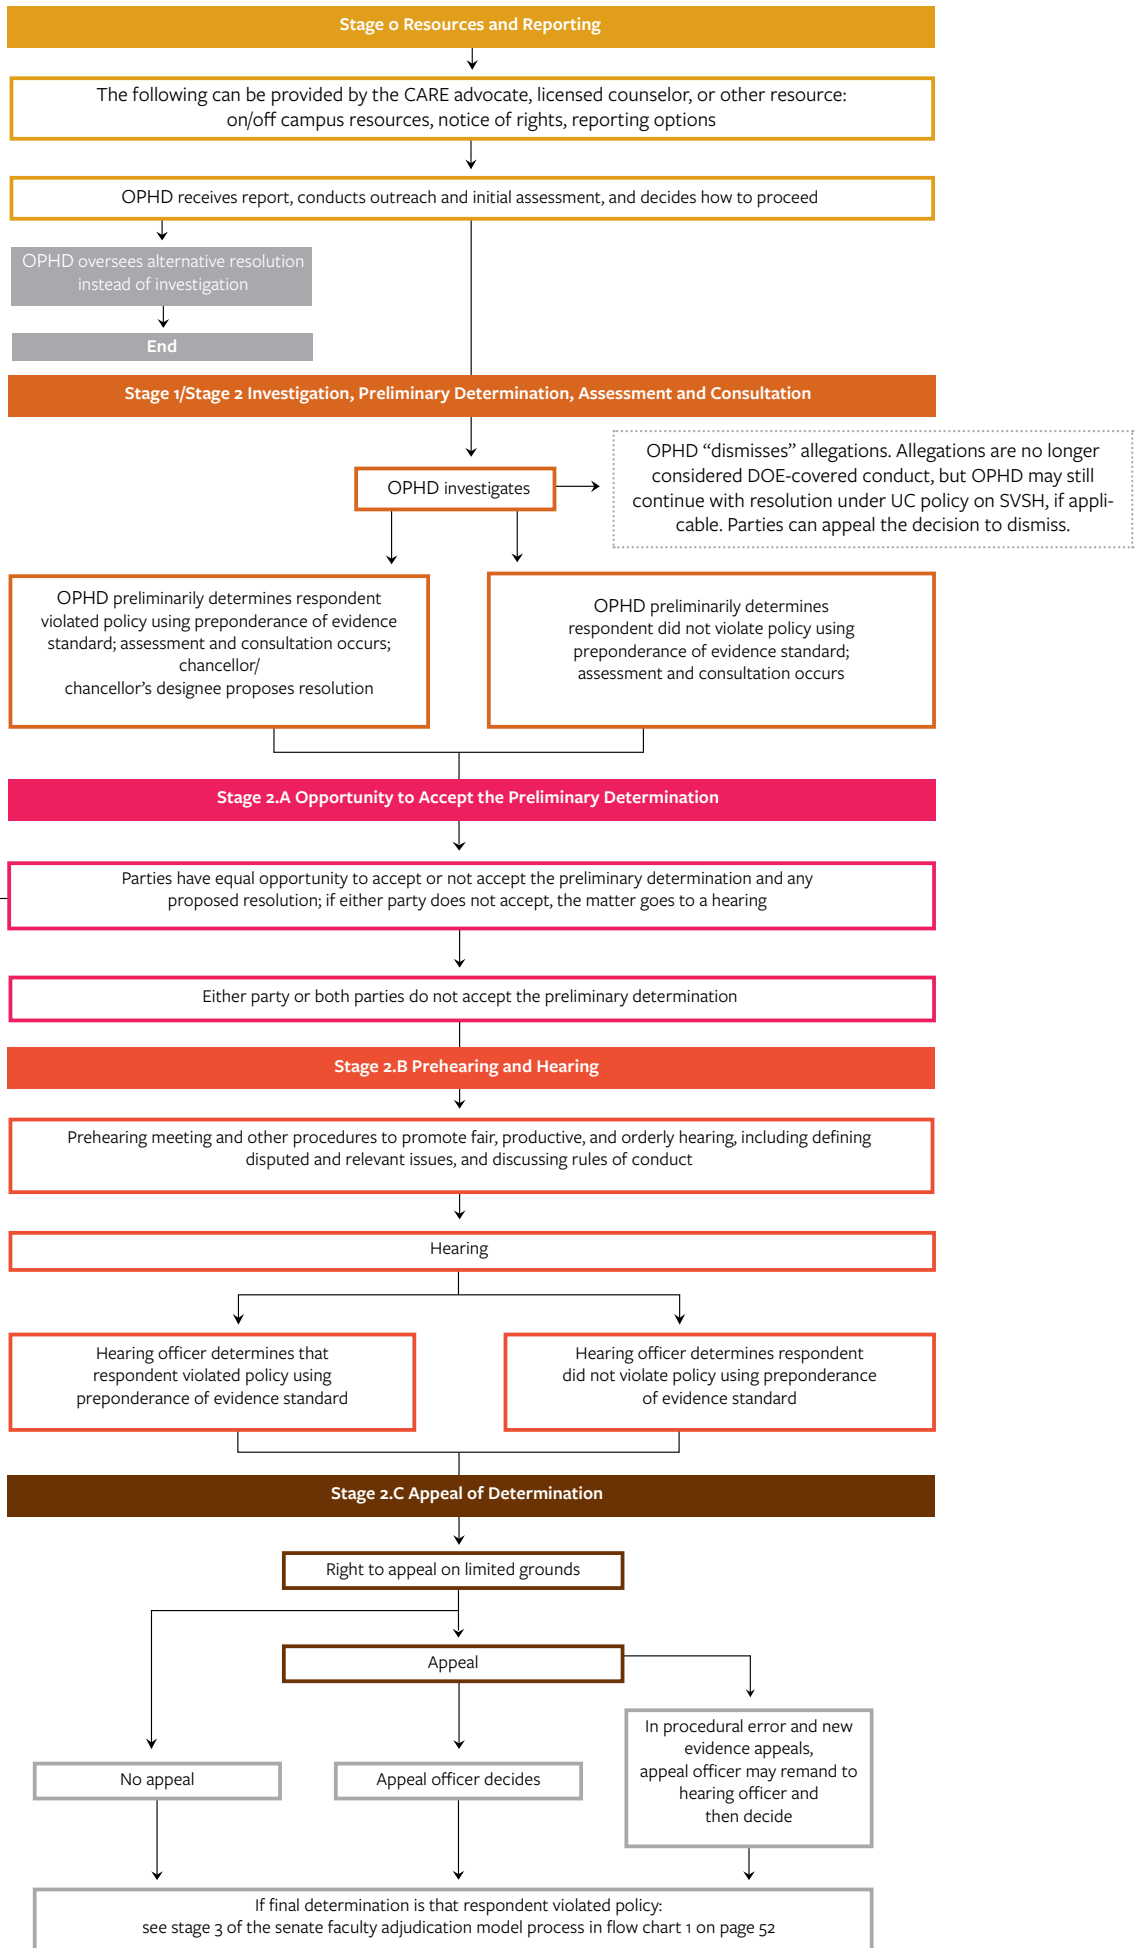 Stage 0 Resources and Reporting
The following can be provided by the CARE advocate, licensed counselor, or other resource:
on/off campus resources, notice of rights, reporting options
OPHD receives report, conducts outreach and initial assessment, and decides how to proceed
OPHD oversees alternative resolution
instead of investigation
End
Stage 1/Stage 2 Investigation, Preliminary Determination, Assessment and Consultation
OPHD investigates
OPHD “dismisses” allegations. Allegations are no longer
considered DOE-covered conduct, but OPHD may still
continue with resolution under UC policy on SVSH, if appli-
cable. Parties can appeal the decision to dismiss.
OPHD preliminarily determines respondent
violated policy using preponderance of evidence
standard; assessment and consultation occurs;
chancellor/
chancellor’s designee proposes resolution
OPHD preliminarily determines
respondent did not violate policy using
preponderance of evidence standard;
assessment and consultation occurs
Stage 2.A Opportunity to Accept the Preliminary Determination
Parties have equal opportunity to accept or not accept the preliminary determination and any
proposed resolution; if either party does not accept, the matter goes to a hearing
Either party or both parties do not accept the preliminary determination
Stage 2.B Prehearing and Hearing
Prehearing meeting and other procedures to promote fair, productive, and orderly hearing, including defining
disputed and relevant issues, and discussing rules of conduct
Hearing
Hearing officer determines that
respondent violated policy using
preponderance of evidence standard
Hearing officer determines respondent
did not violate policy using preponderance
of evidence standard
Stage 2.C Appeal of Determination
Right to appeal on limited grounds
Appeal
No appeal
Appeal officer decides
In procedural error and new
evidence appeals,
appeal officer may remand to
hearing officer and
then decide
If final determination is that respondent violated policy:
see stage 3 of the senate faculty adjudication model process in flow chart 1 on page 52